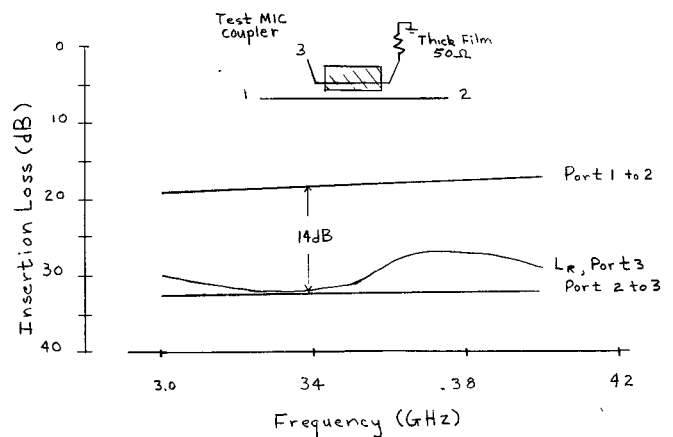 Test MIC
coupler
Thick Film
50Ω
3
1
2
0
10
20
30
40
Insertion Loss (dB)
Port 1 to 2
14dB
LR, Port 3
Port 2 to 3
3.0
34
.38
42
Frequency (GHz)